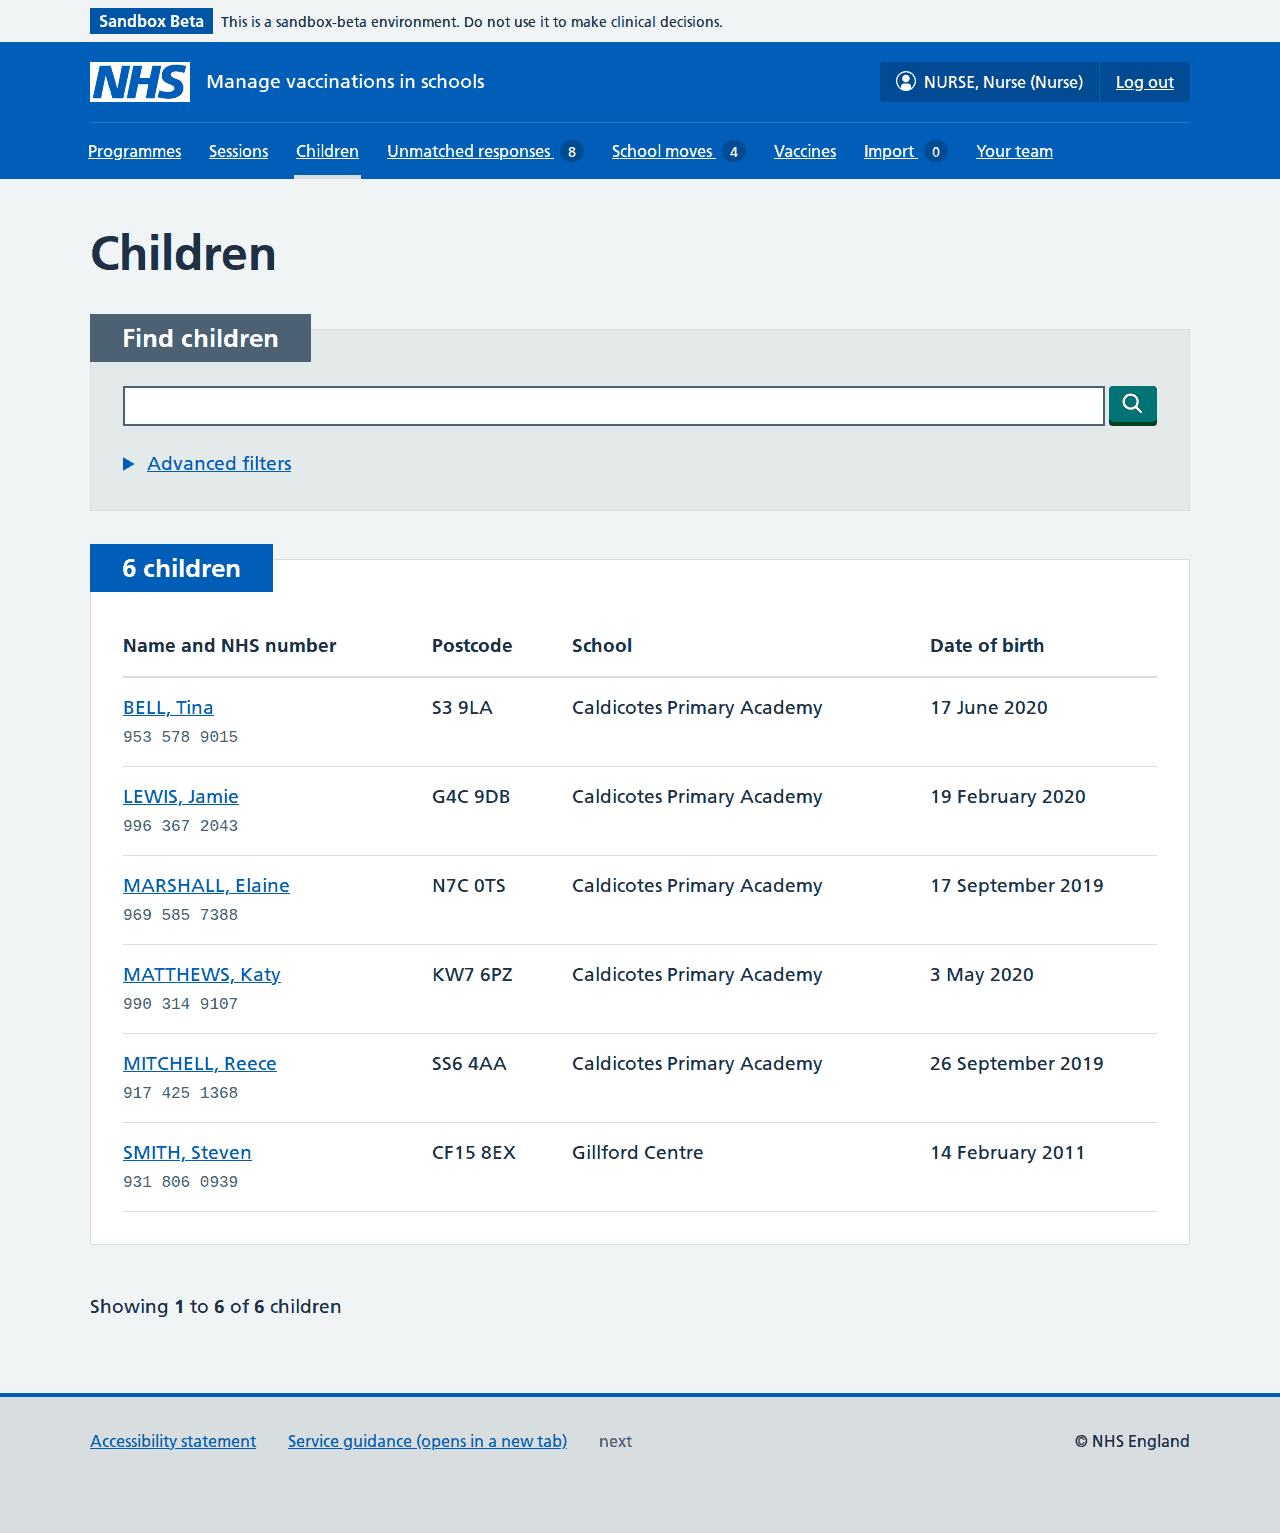 Sandbox Beta This is a sandbox-beta environment. Do not use it to make clinical decisions.
NHS Manage vaccinations in schools NURSE, Nurse (Nurse) Log out
Programmes Sessions Children Unmatched responses 8 School moves 4 Vaccines Import 0 Your team
Children
Find children
Advanced filters
6 children
Name and NHS number Postcode School Date of birth
BELL, Tina S3 9LA Caldicotes Primary Academy 17 June 2020
953 578 9015
LEWIS, Jamie G4C 9DB Caldicotes Primary Academy 19 February 2020
996 367 2043
MARSHALL, Elaine N7C 0TS Caldicotes Primary Academy 17 September 2019
969 585 7388
MATTHEWS, Katy KW7 6PZ Caldicotes Primary Academy 3 May 2020
990 314 9107
MITCHELL, Reece SS6 4AA Caldicotes Primary Academy 26 September 2019
917 425 1368
SMITH, Steven CF15 8EX Gillford Centre 14 February 2011
931 806 0939
Showing 1 to 6 of 6 children
Accessibility statement Service guidance (opens in a new tab) next © NHS England